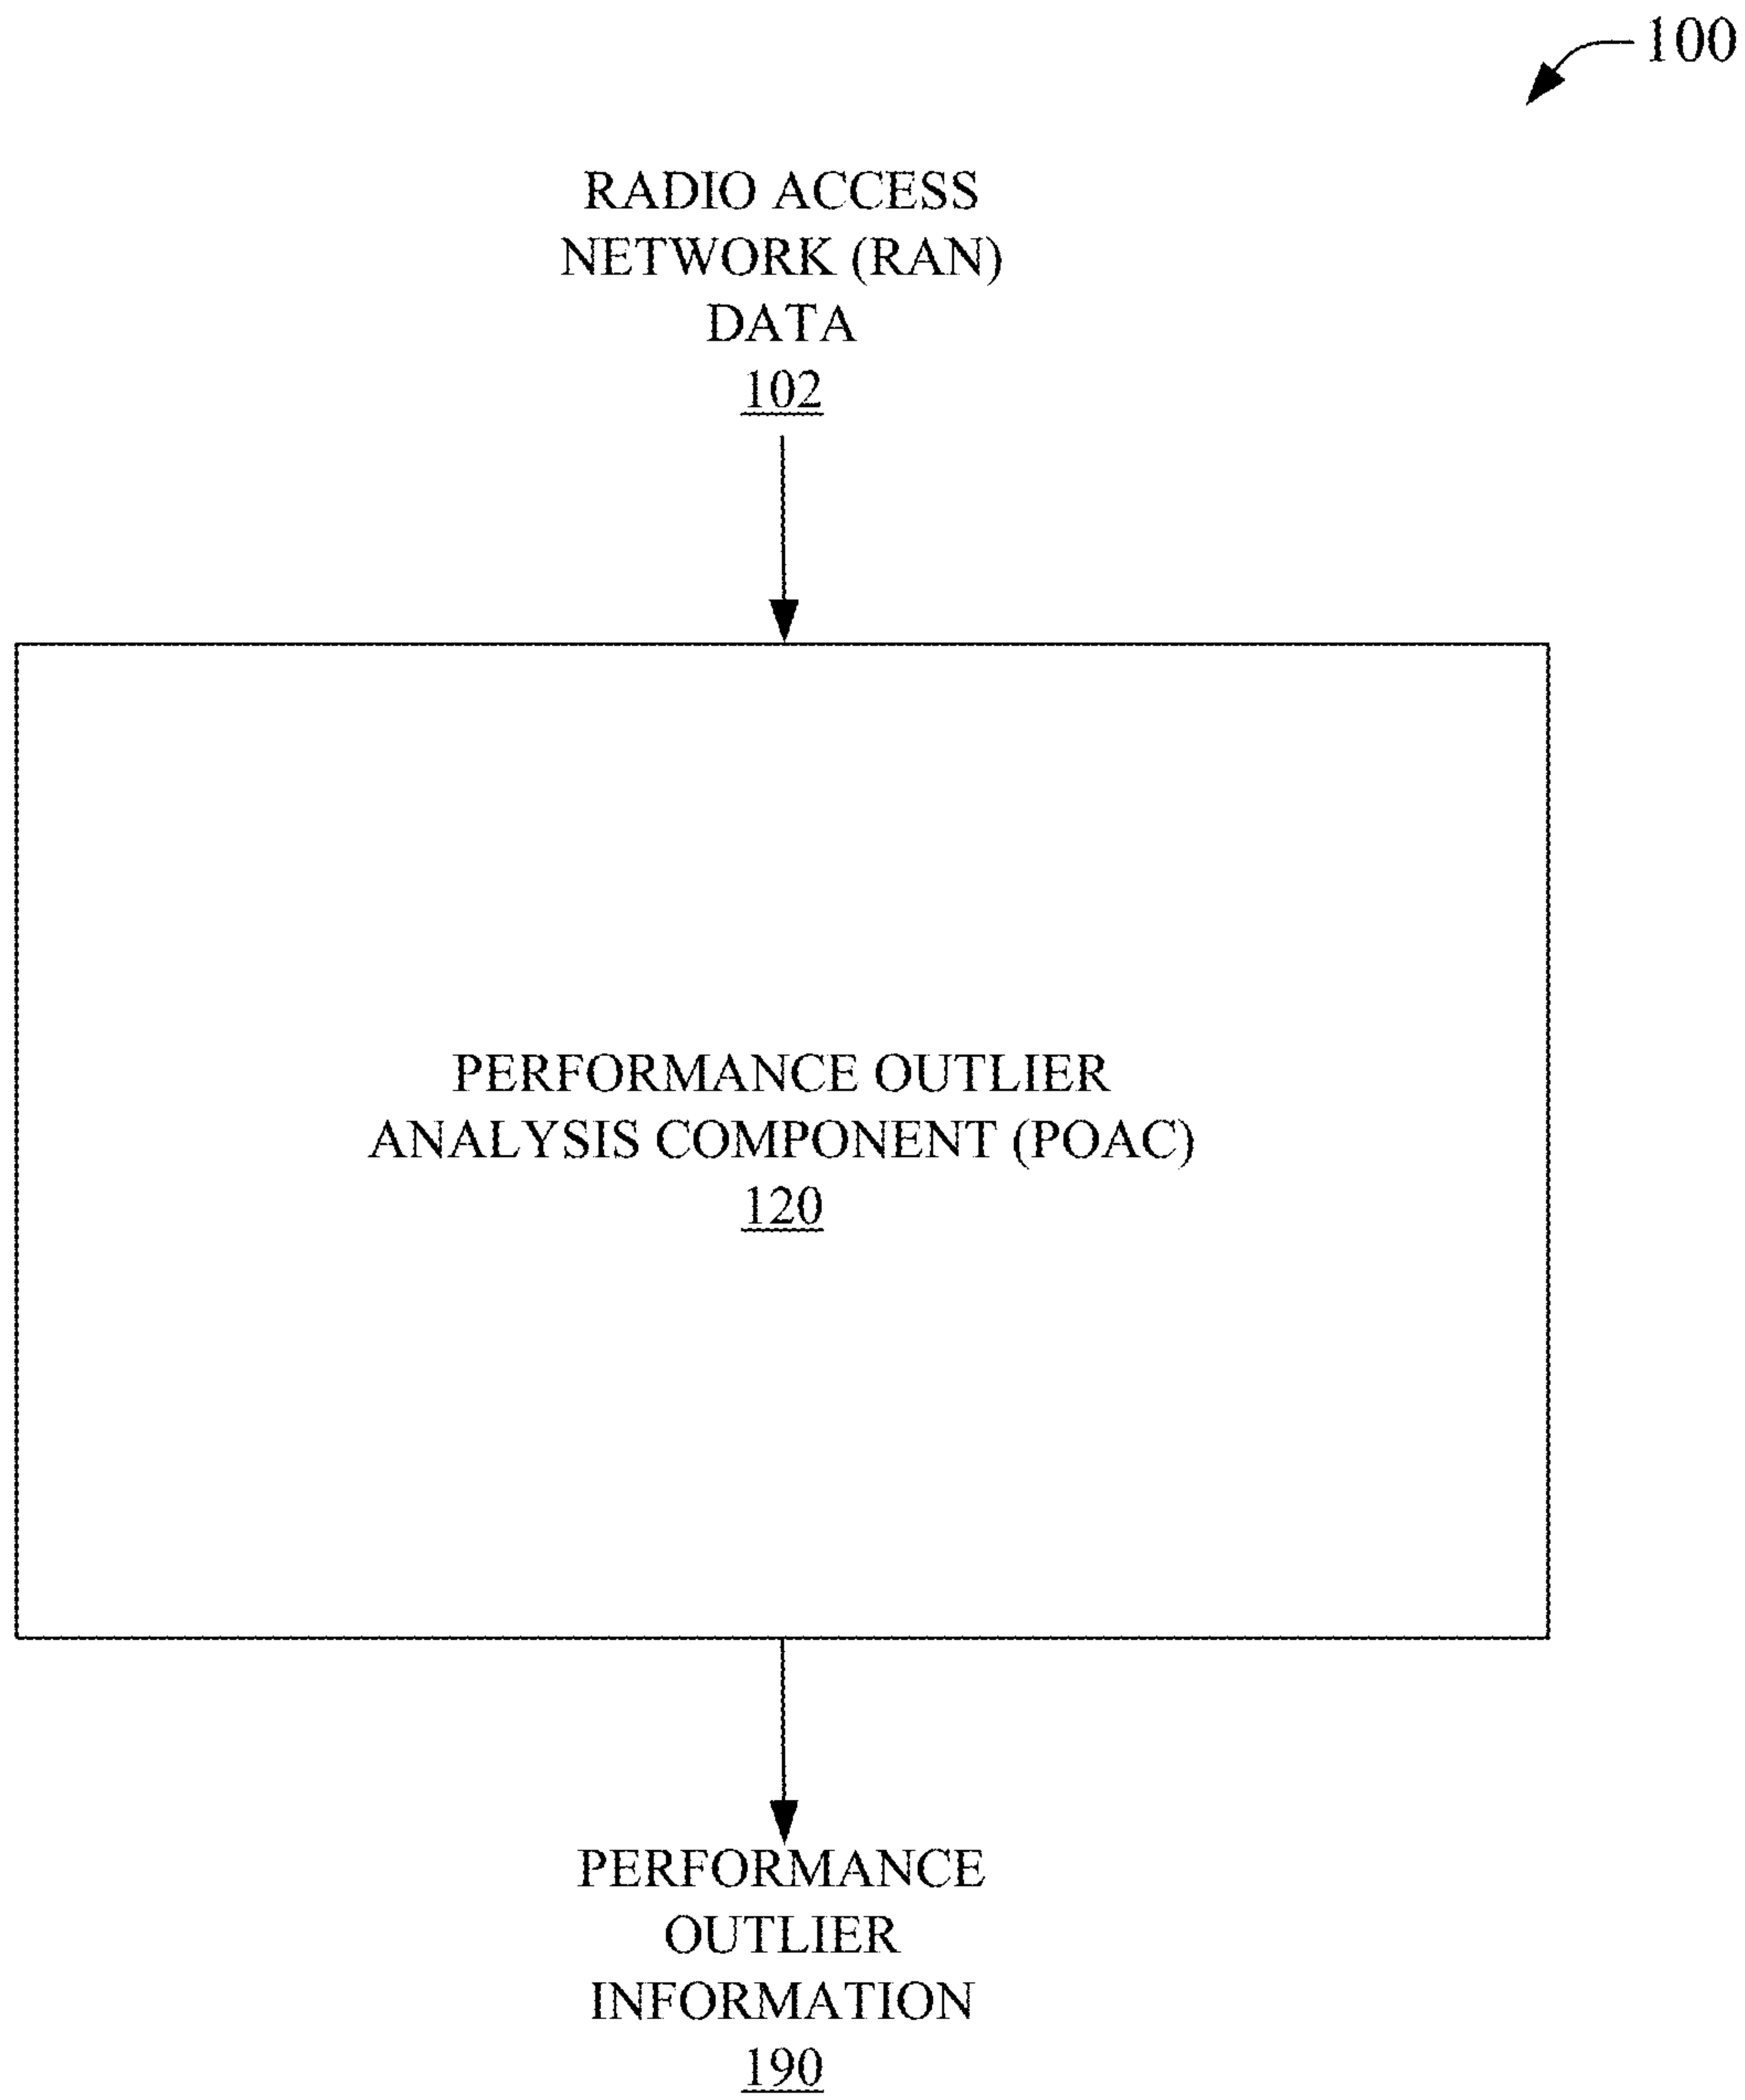 100
RADIO ACCESS
NETWORK (RAN)
DATA
102
PERFORMANCE OUTLIER
ANALYSIS COMPONENT (POAC)
120
PERFORMANCE
OUTLIER
INFORMATION
190